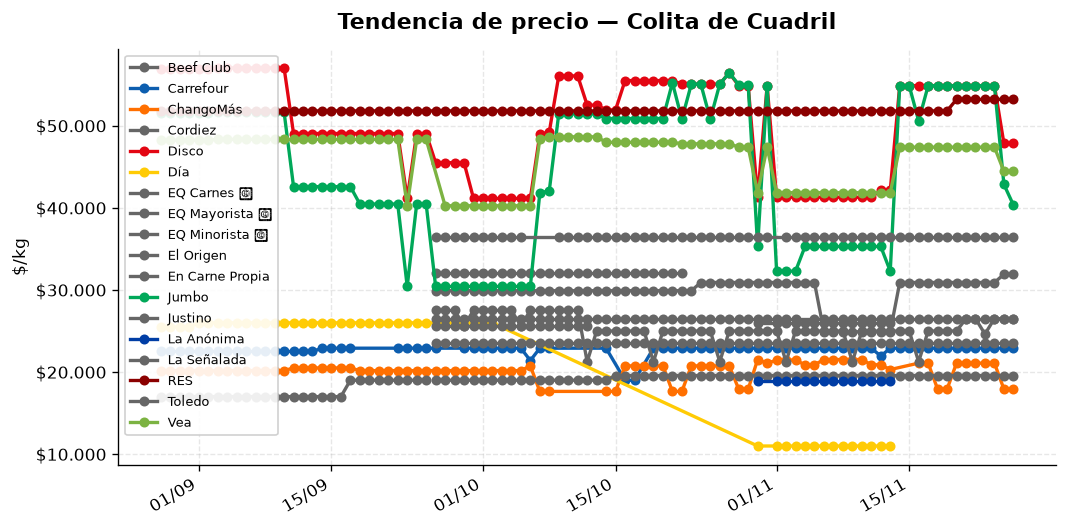 Tendencia de precio — Colita de Cuadril
$/kg
$50.000
$40.000
$30.000
$20.000
$10.000
Beef Club
Carrefour
ChangoMás
Cordiez
Disco
Día
EQ Carnes
EQ Mayorista
EQ Minorista
El Origen
En Carne Propia
Jumbo
Justino
La Anónima
La Señalada
RES
Toledo
Vea
01/09
15/09
01/10
15/10
01/11
15/11